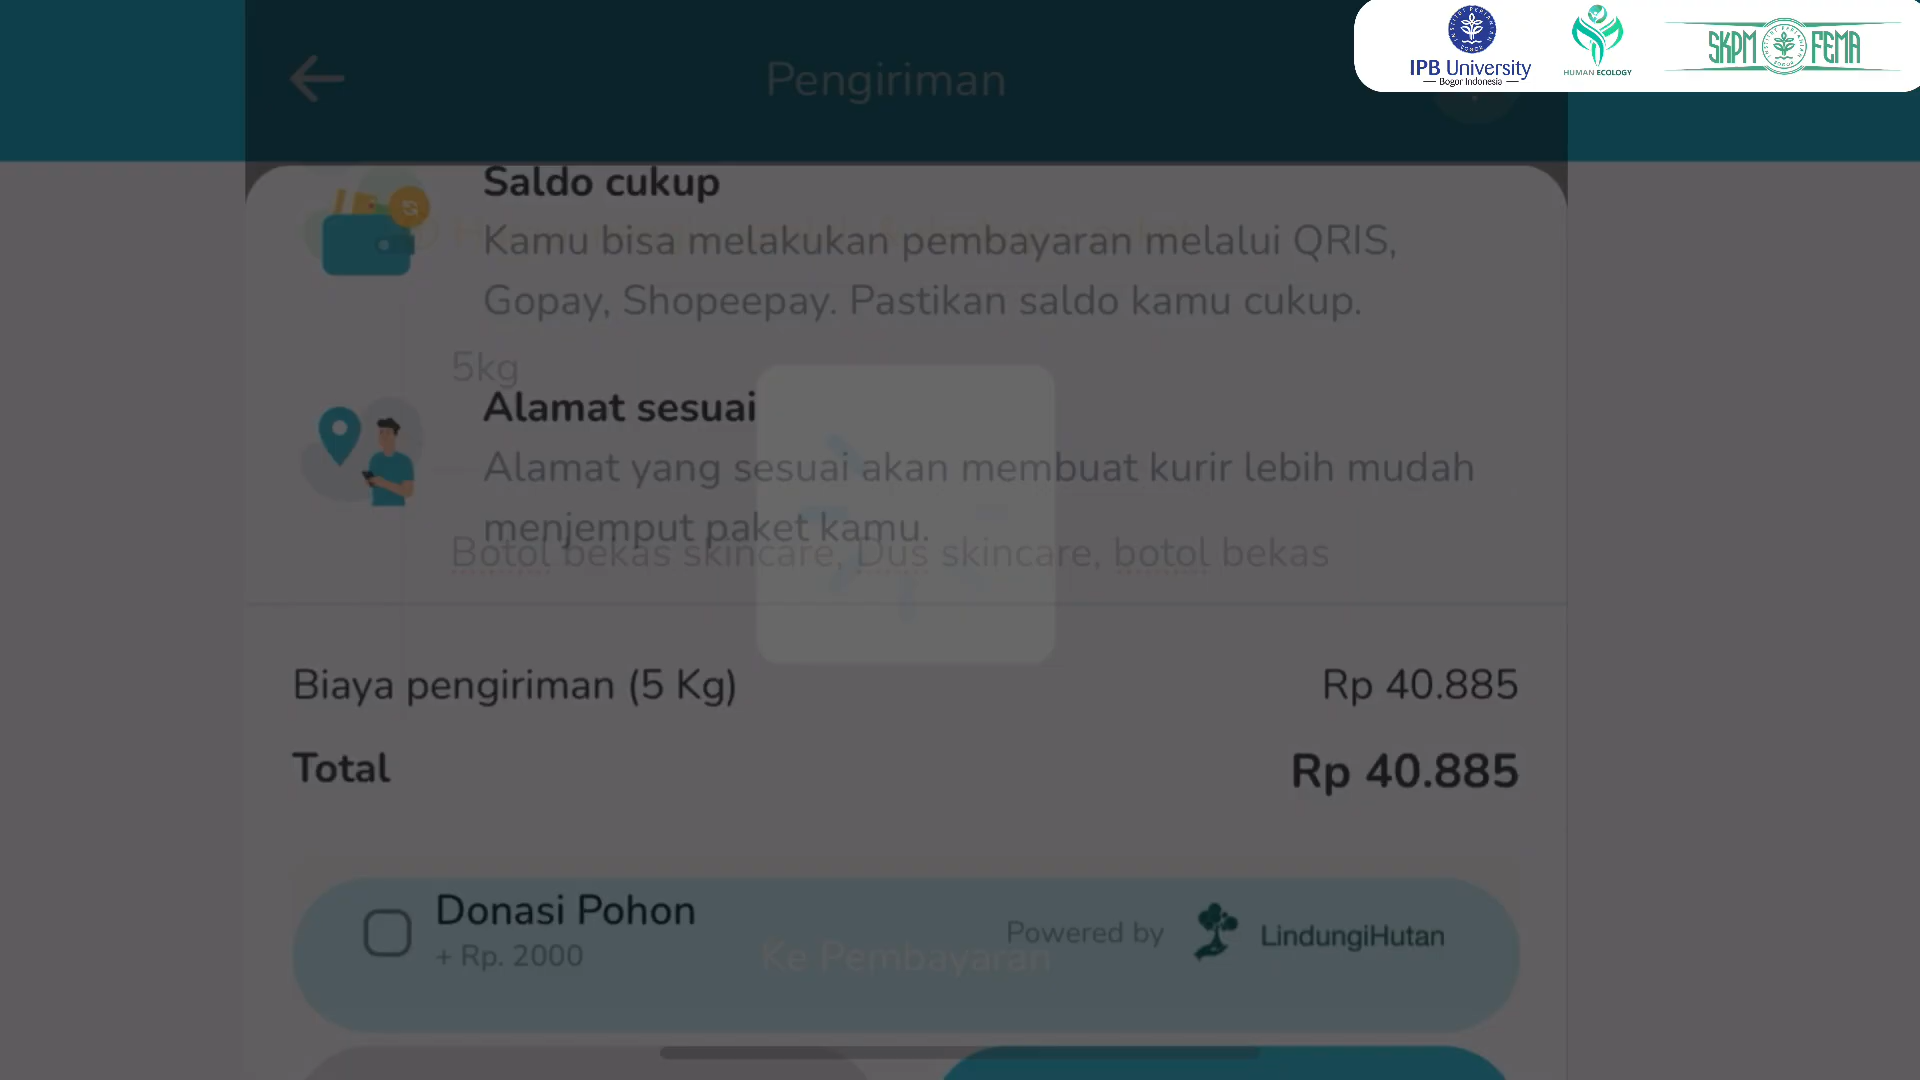 Pengiriman
IPB University
Bogor Indonesia
HUMAN ECOLOGY
SKPM FEMA
Saldo cukup
Kamu bisa melakukan pembayaran melalui QRIS,
Gopay, Shopeepay. Pastikan saldo kamu cukup.
5kg
Alamat sesuai
Alamat yang sesuai akan membuat kurir lebih mudah
menjemput paket kamu.
Botol bekas skincare, Dus skincare, botol bekas
Biaya pengiriman (5 Kg) Rp 40.885
Total Rp 40.885
Donasi Pohon
+ Rp. 2000
Powered by LindungiHutan
Ke Pembayaran